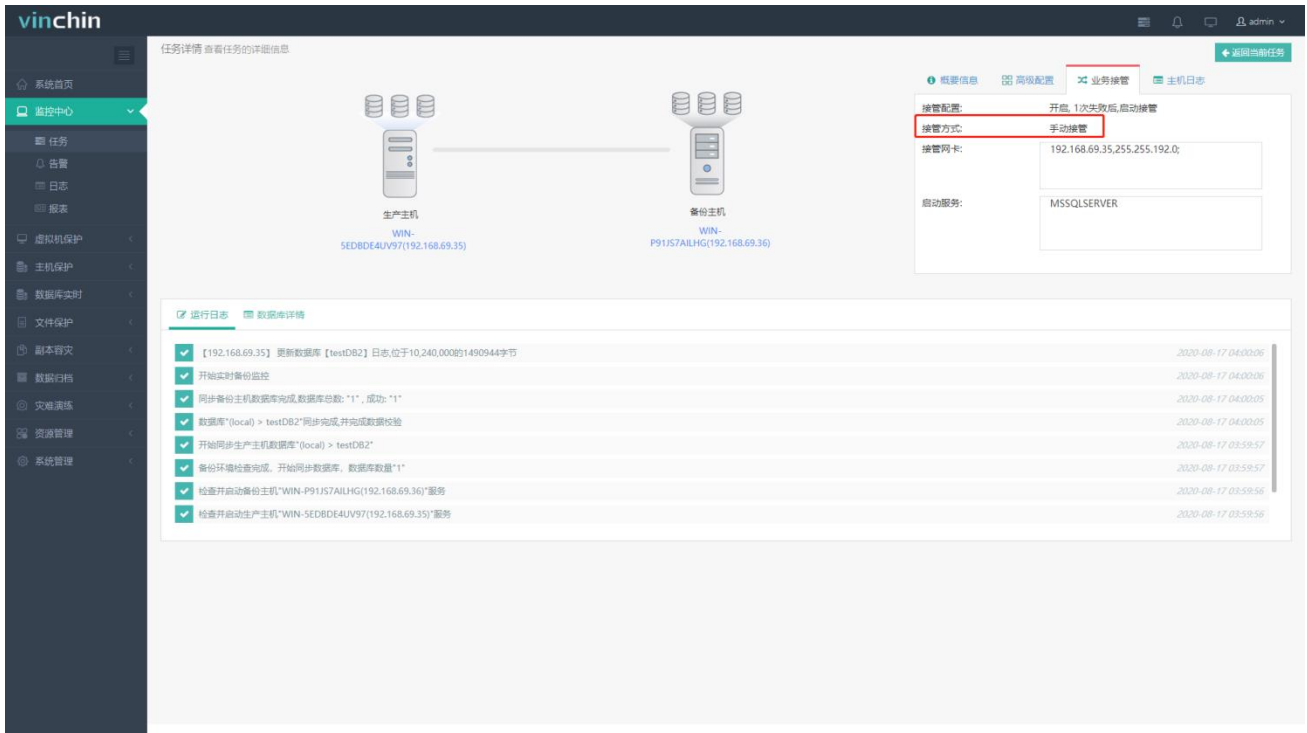 vinchin
admin
任务详情 查看任务的详细信息
返回当前任务
系统首页
监控中心
任务
告警
日志
报表
虚拟机保护
主机保护
数据库实时
文件保护
副本容灾
数据归档
灾难演练
资源管理
系统管理
生产主机
WIN-
5EDBDE4UV97(192.168.69.35)
备份主机
WIN-
P91JS7AILHG(192.168.69.36)
概要信息 高级配置 业务接管 主机日志
接管配置: 开启, 1次失败后,启动接管
接管方式: 手动接管
接管网卡: 192.168.69.35,255.255.192.0;
启动服务: MSSQLSERVER
运行日志 数据库详情
【192.168.69.35】 更新数据库【testDB2】日志,位于10,240,000的1490944字节 2020-08-17 04:00:06
开始实时备份监控 2020-08-17 04:00:06
同步备份主机数据库完成,数据库总数: "1" , 成功: "1" 2020-08-17 04:00:05
数据库"(local) > testDB2"同步完成,并完成数据校验 2020-08-17 04:00:05
开始同步生产主机数据库"(local) > testDB2" 2020-08-17 03:59:57
备份环境检查完成。开始同步数据库，数据库数量"1" 2020-08-17 03:59:57
检查并启动备份主机"WIN-P91JS7AILHG(192.168.69.36)"服务 2020-08-17 03:59:56
检查并启动生产主机"WIN-5EDBDE4UV97(192.168.69.35)"服务 2020-08-17 03:59:56